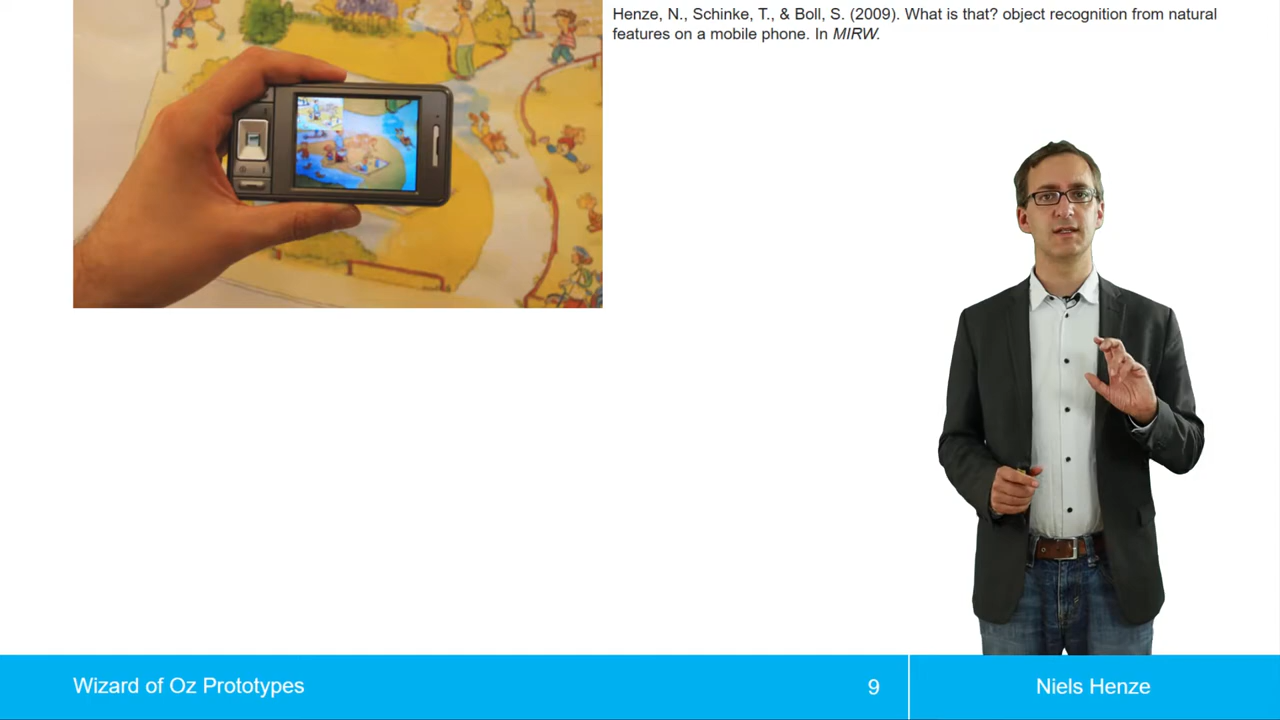 Henze, N., Schinke, T., & Boll, S. (2009). What is that? object recognition from natural
features on a mobile phone. In MIRW.
Wizard of Oz Prototypes
9
Niels Henze